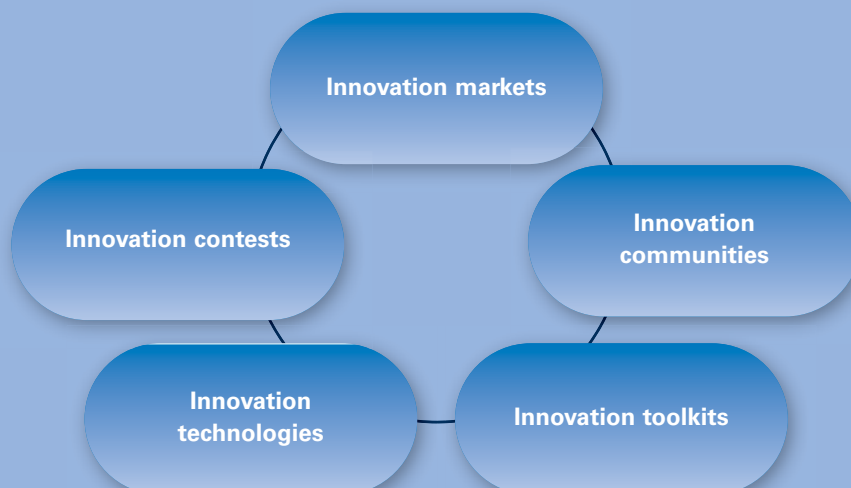 Innovation markets
Innovation contests
Innovation
communities
Innovation
technologies
Innovation toolkits